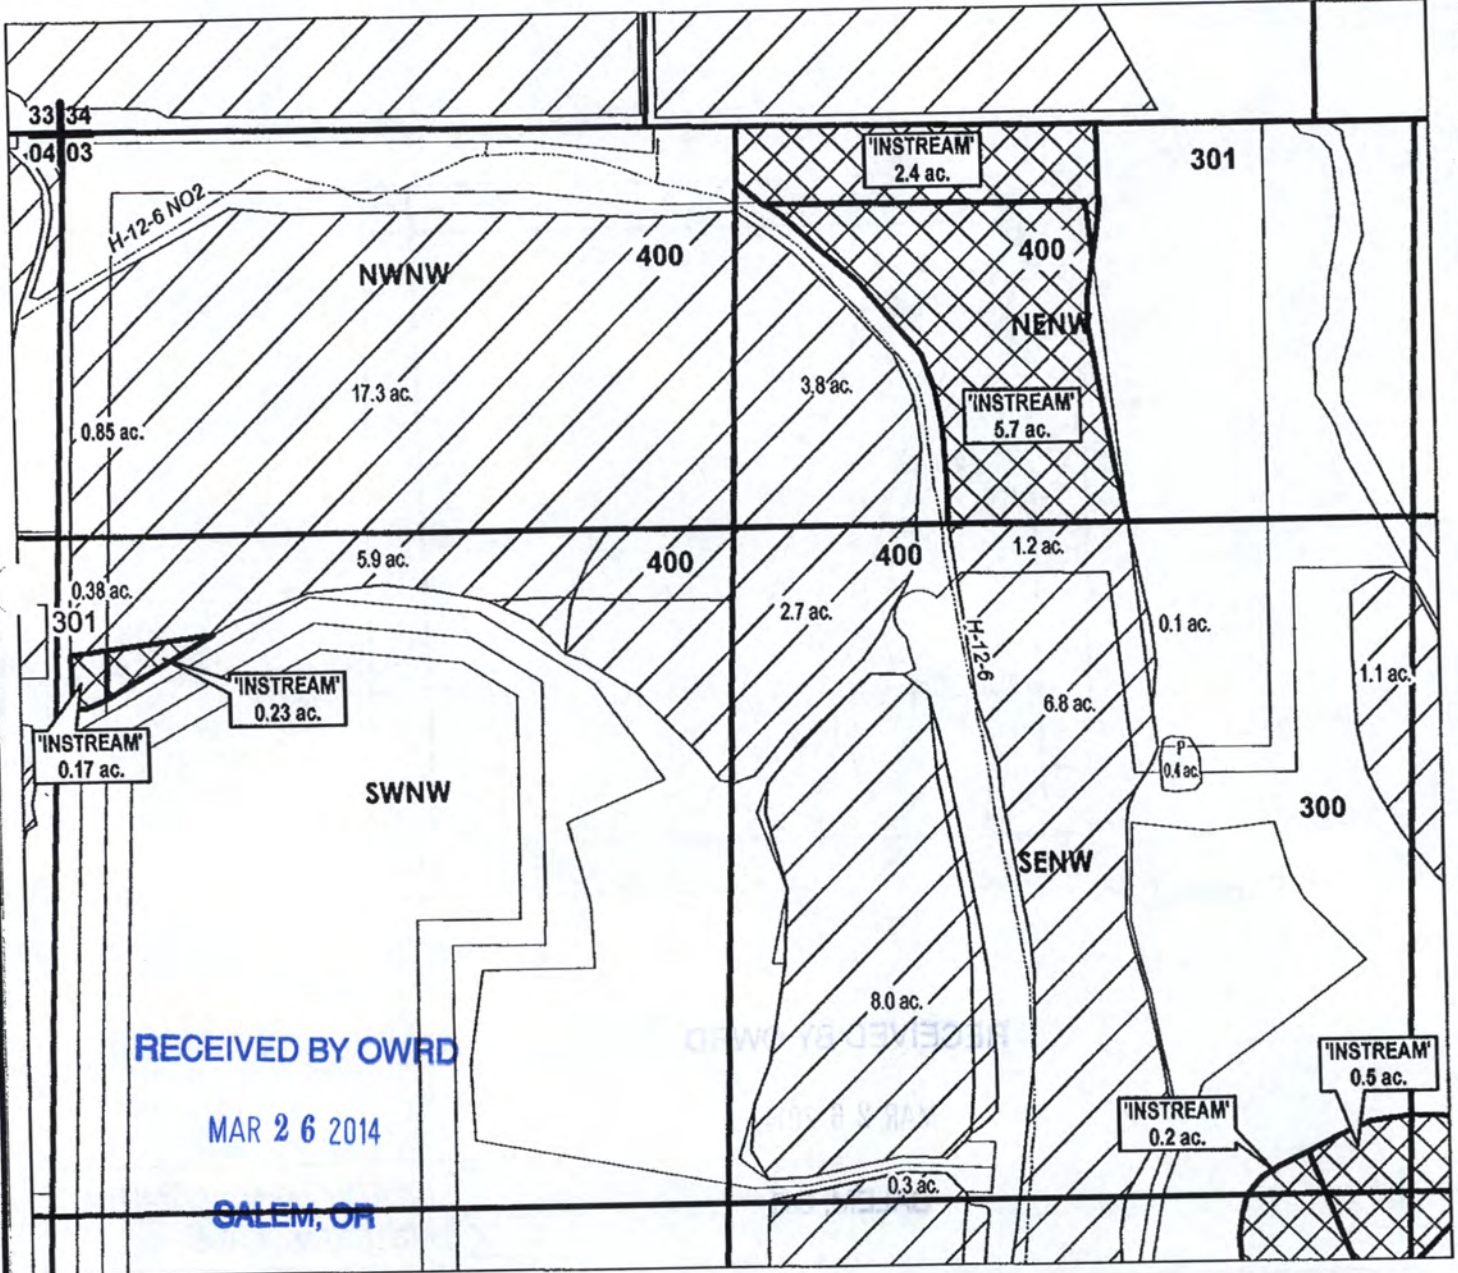 33 34
04 03
'INSTREAM'
2.4 ac.
301
H-12-6 NO2
NWNW
400
400
NENW
17.3 ac.
3.8 ac.
'INSTREAM'
5.7 ac.
0.85 ac.
5.9 ac.
400
400
1.2 ac.
0.38 ac.
301
2.7 ac.
0.1 ac.
H-12-6
'INSTREAM'
0.23 ac.
6.8 ac.
1.1 ac.
'INSTREAM'
0.17 ac.
P
0.4 ac.
SWNW
300
SENW
8.0 ac.
RECEIVED BY OWRD
MAR 26 2014
SALEM, OR
'INSTREAM'
0.5 ac.
'INSTREAM'
0.2 ac.
0.3 ac.